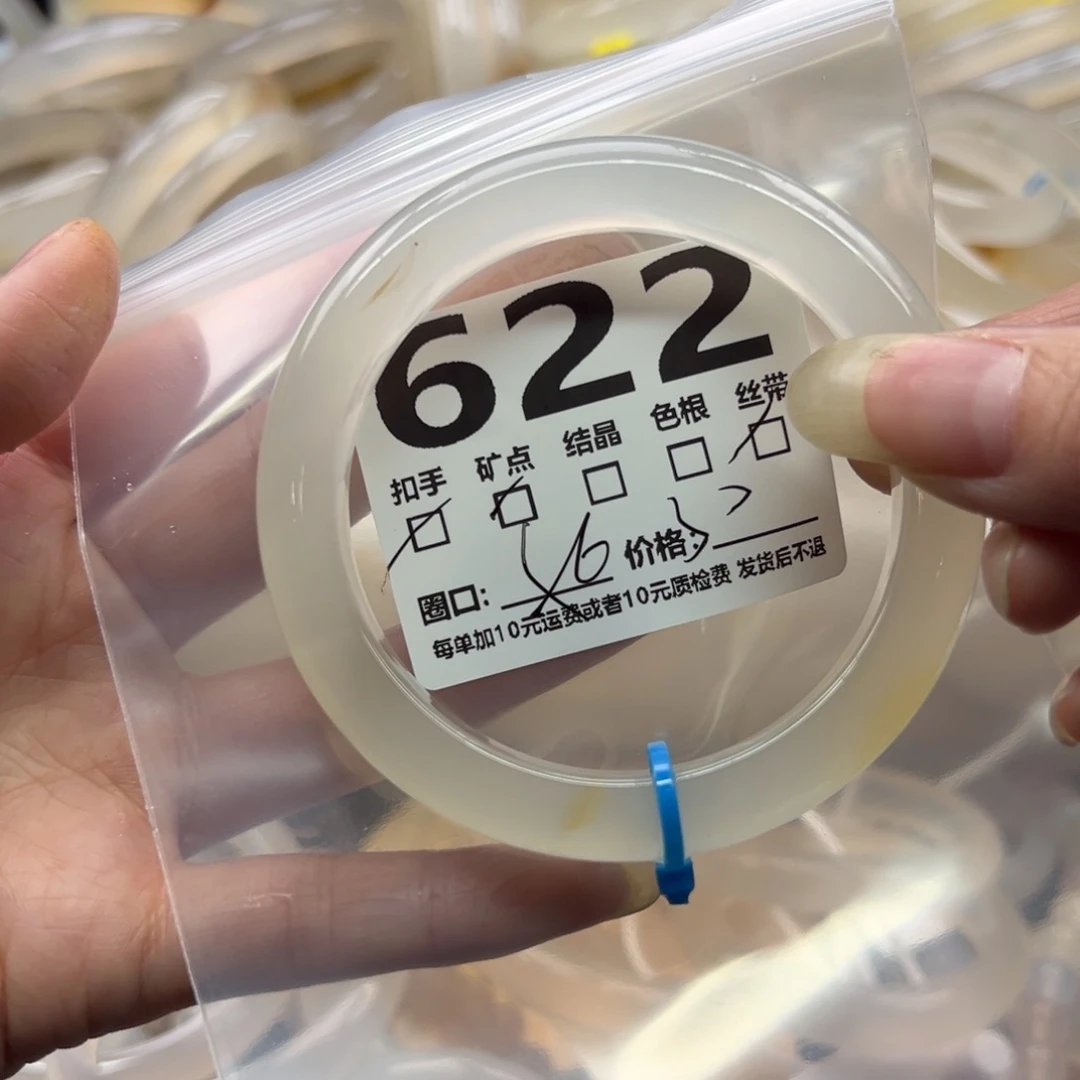 622
扣手 矿点 结晶 色根 丝带
圈口: 价格:
每单加10元运费或者10元质检费 发货后不退